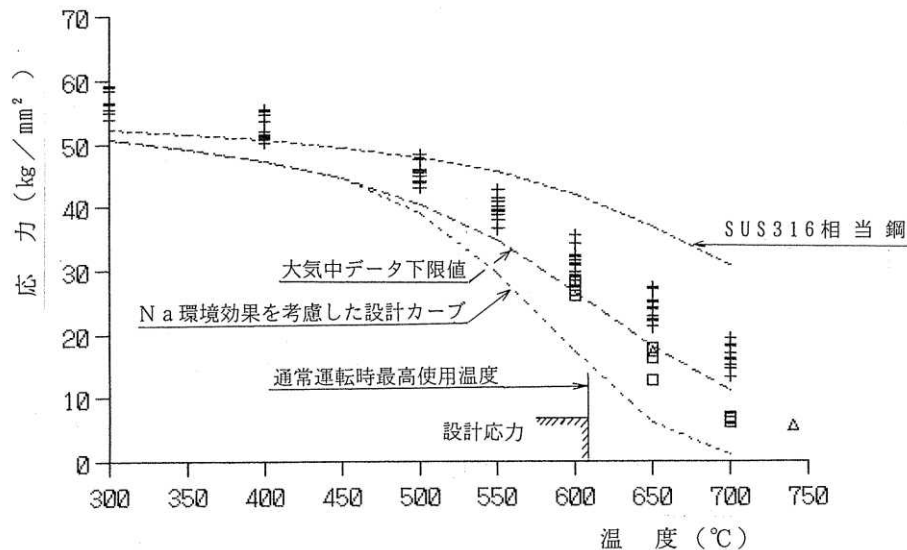 応力(kg/mm²)
70
60
50
40
30
20
10
0
SUS316相当鋼
大気中データ下限値
Na環境効果を考慮した設計カーブ
通常運転時最高使用温度
設計応力
300 400 500 550 600 650 700 750
温度(℃)